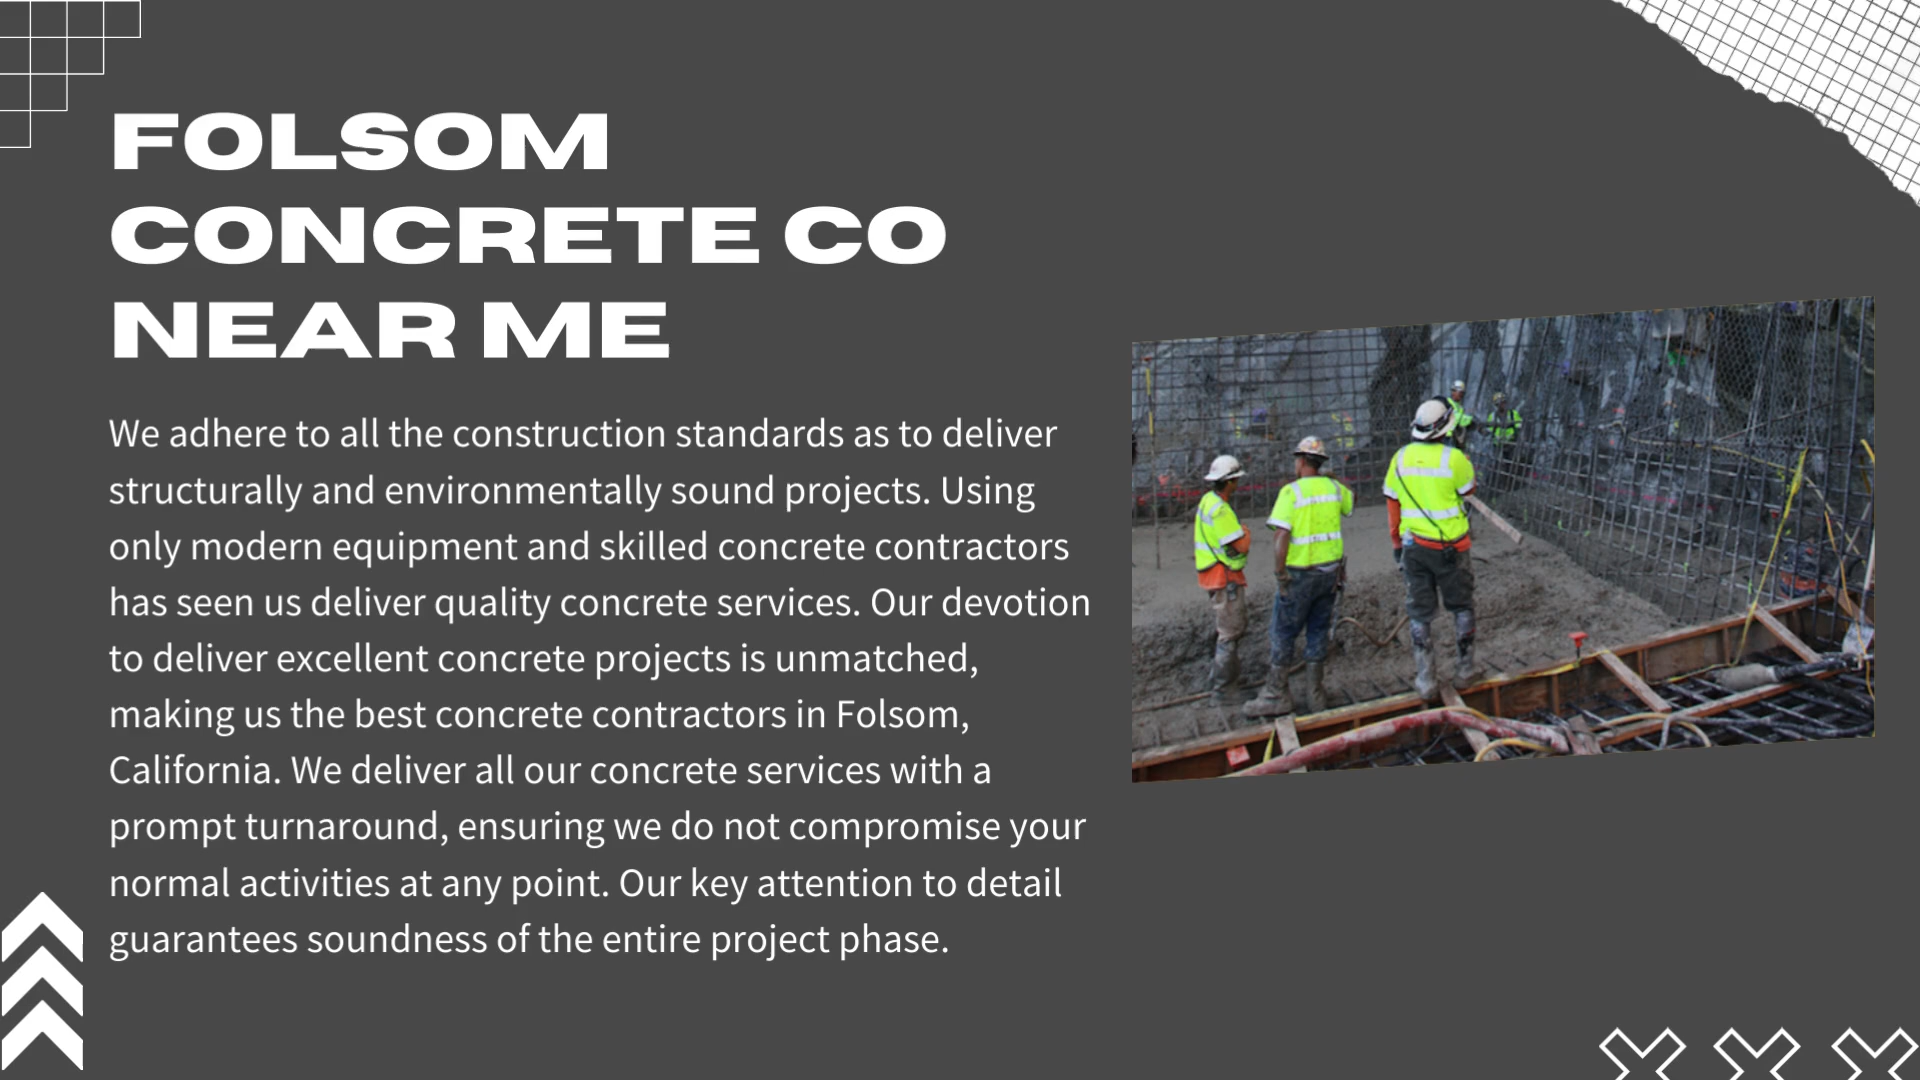 FOLSOM
CONCRETE CO
NEAR ME
We adhere to all the construction standards as to deliver
structurally and environmentally sound projects. Using
only modern equipment and skilled concrete contractors
has seen us deliver quality concrete services. Our devotion
to deliver excellent concrete projects is unmatched,
making us the best concrete contractors in Folsom,
California. We deliver all our concrete services with a
prompt turnaround, ensuring we do not compromise your
normal activities at any point. Our key attention to detail
guarantees soundness of the entire project phase.